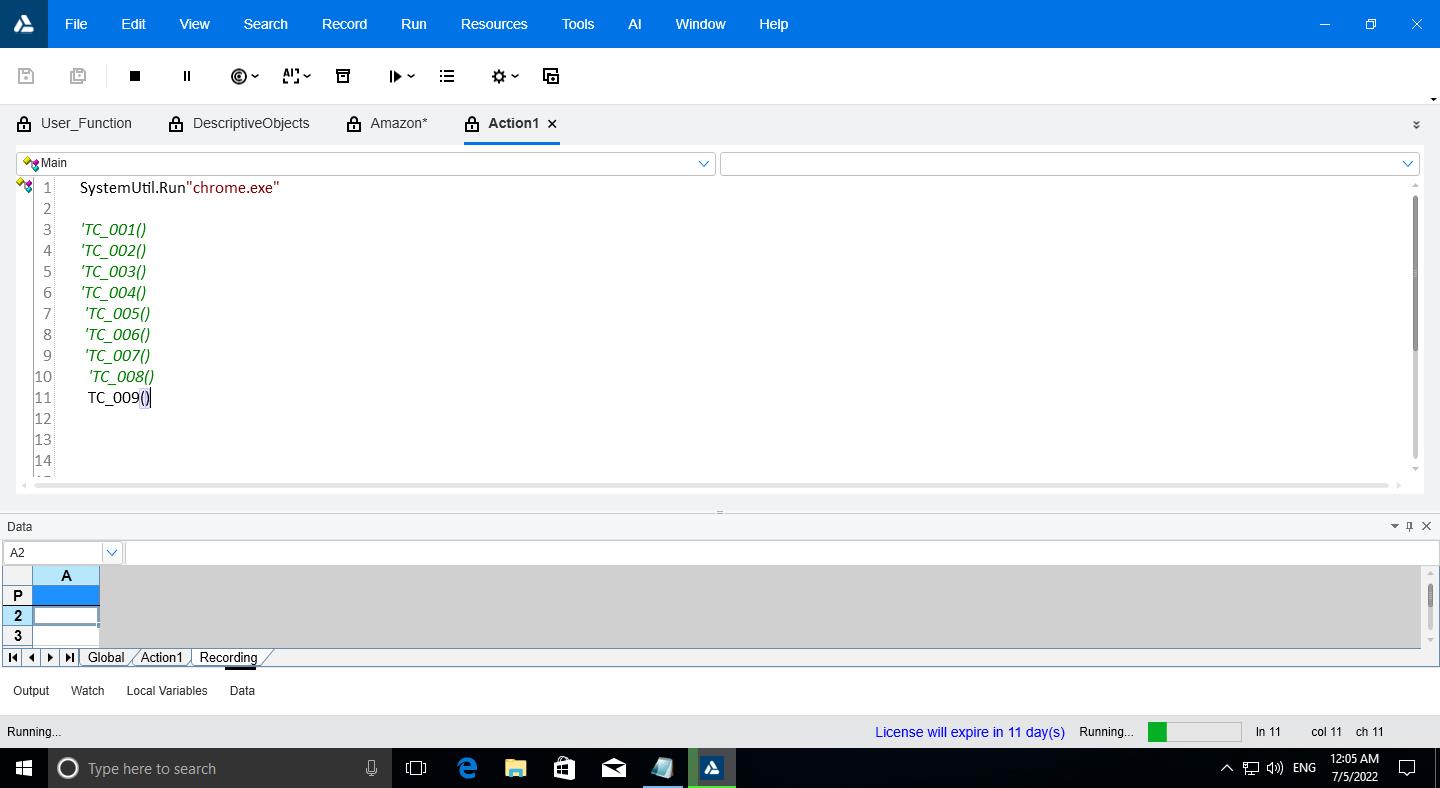 File Edit View Search Record Run Resources Tools AI Window Help
User_Function DescriptiveObjects Amazon* Action1
Main
1 SystemUtil.Run"chrome.exe"
2
3 'TC_001()
4 'TC_002()
5 'TC_003()
6 'TC_004()
7 'TC_005()
8 'TC_006()
9 'TC_007()
10 'TC_008()
11 TC_009()
12
13
14
Data
A2
A
P
2
3
Global Action1 Recording
Output Watch Local Variables Data
Running... License will expire in 11 day(s) Running... ln 11 col 11 ch 11
Type here to search ENG 12:05 AM
7/5/2022